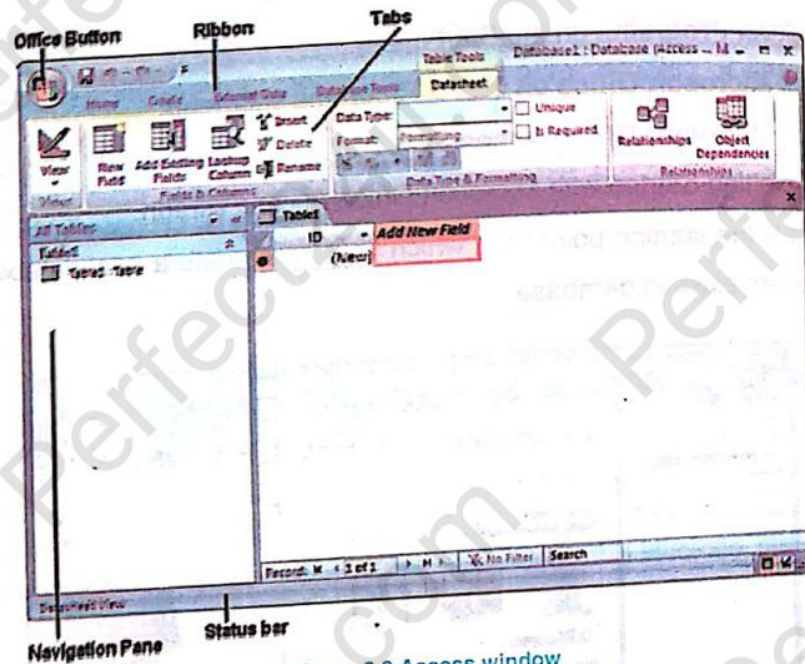 Office Button Ribbon Tabs
Table Tools Database1 : Database (Access ... M
Home Create External Data Database Tools Datasheet
View New Field Add Existing Fields Lookup Column Insert Delete Rename
Data Type: Unique
Format: Formatting Is Required
Relationships Object Dependencies
Views Fields & Columns Data Type & Formatting Relationships
All Tables
Table1
ID Add New Field
(New)
Record: 1 of 1 No Filter Search
Datasheet View
Navigation Pane Status bar
Access window